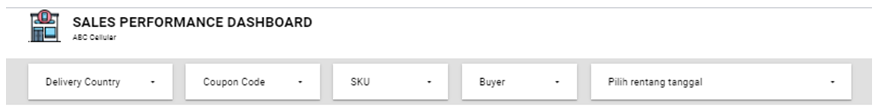 SALES PERFORMANCE DASHBOARD
ABC Cellular
Delivery Country Coupon Code SKU Buyer Pilih rentang tanggal